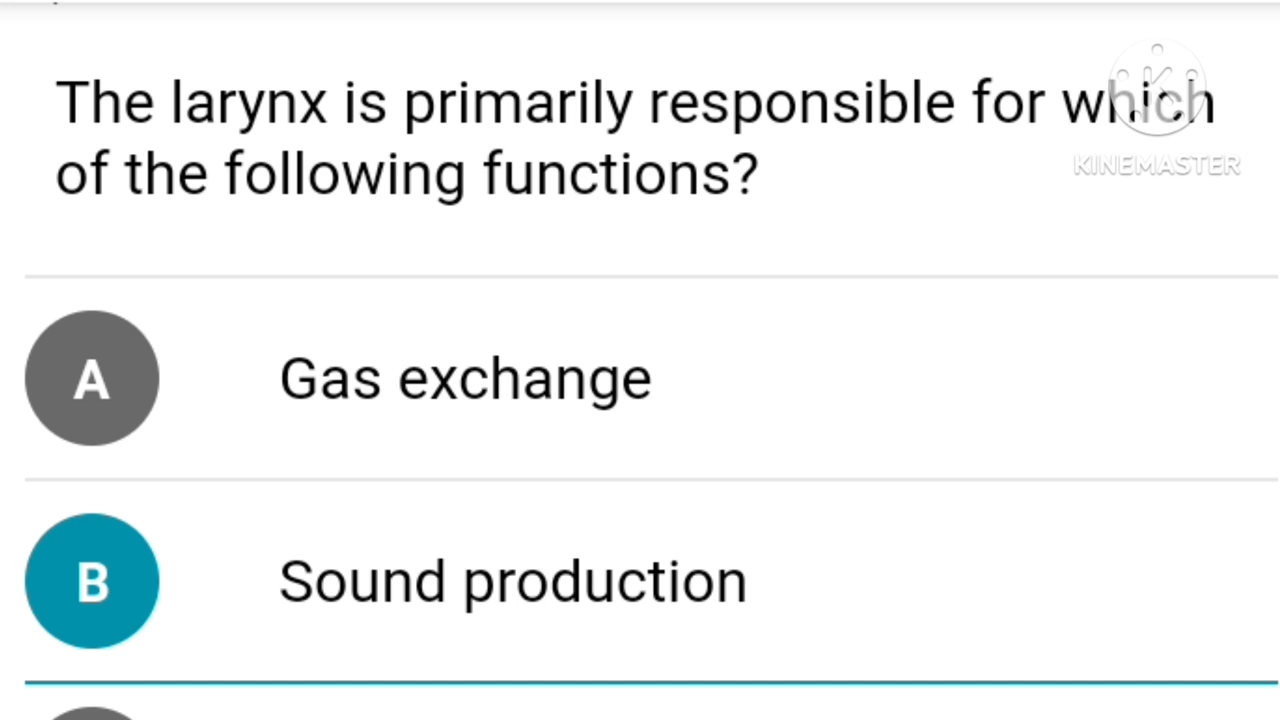 The larynx is primarily responsible for which
of the following functions?
KINEMASTER
A
Gas exchange
B
Sound production